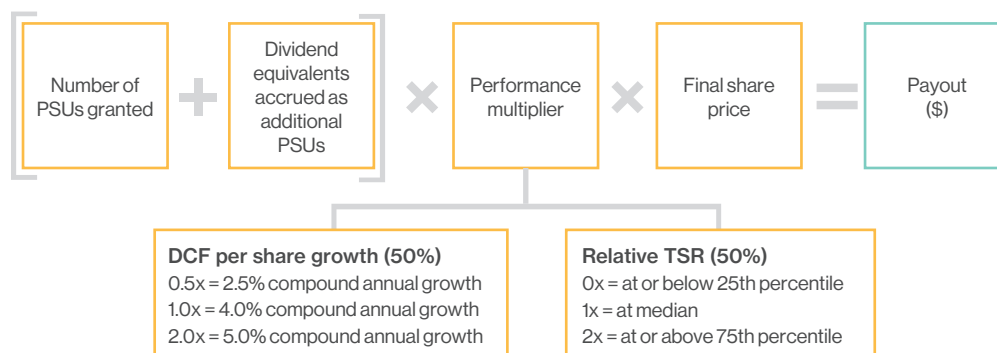 Number of
PSUs granted
+
Dividend
equivalents
accrued as
additional
PSUs
×
Performance
multiplier
×
Final share
price
=
Payout
($)
DCF per share growth (50%)
0.5x = 2.5% compound annual growth
1.0x = 4.0% compound annual growth
2.0x = 5.0% compound annual growth
Relative TSR (50%)
0x = at or below 25th percentile
1x = at median
2x = at or above 75th percentile